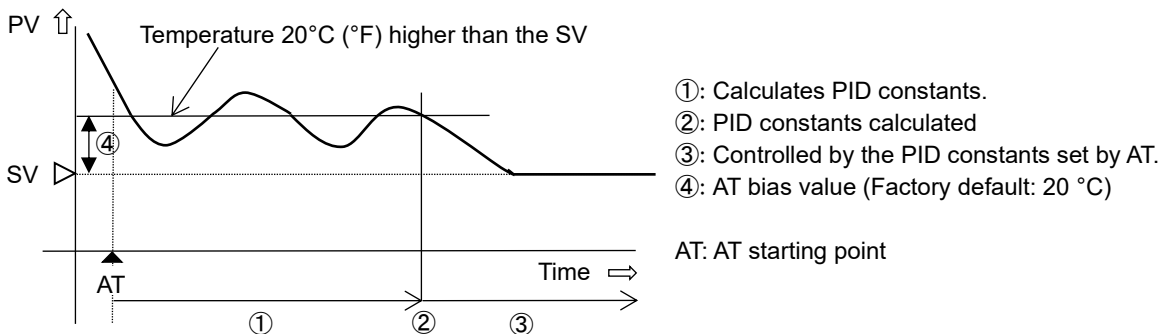 PV ⇧
Temperature 20°C (°F) higher than the SV
④
SV
AT
Time ⇨
① ② ③
①: Calculates PID constants.
②: PID constants calculated
③: Controlled by the PID constants set by AT.
④: AT bias value (Factory default: 20 °C)
AT: AT starting point